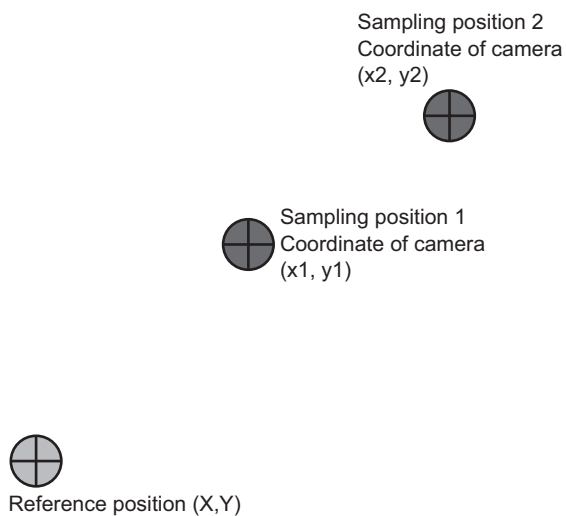 Sampling position 2
Coordinate of camera
(x2, y2)
Sampling position 1
Coordinate of camera
(x1, y1)
Reference position (X,Y)